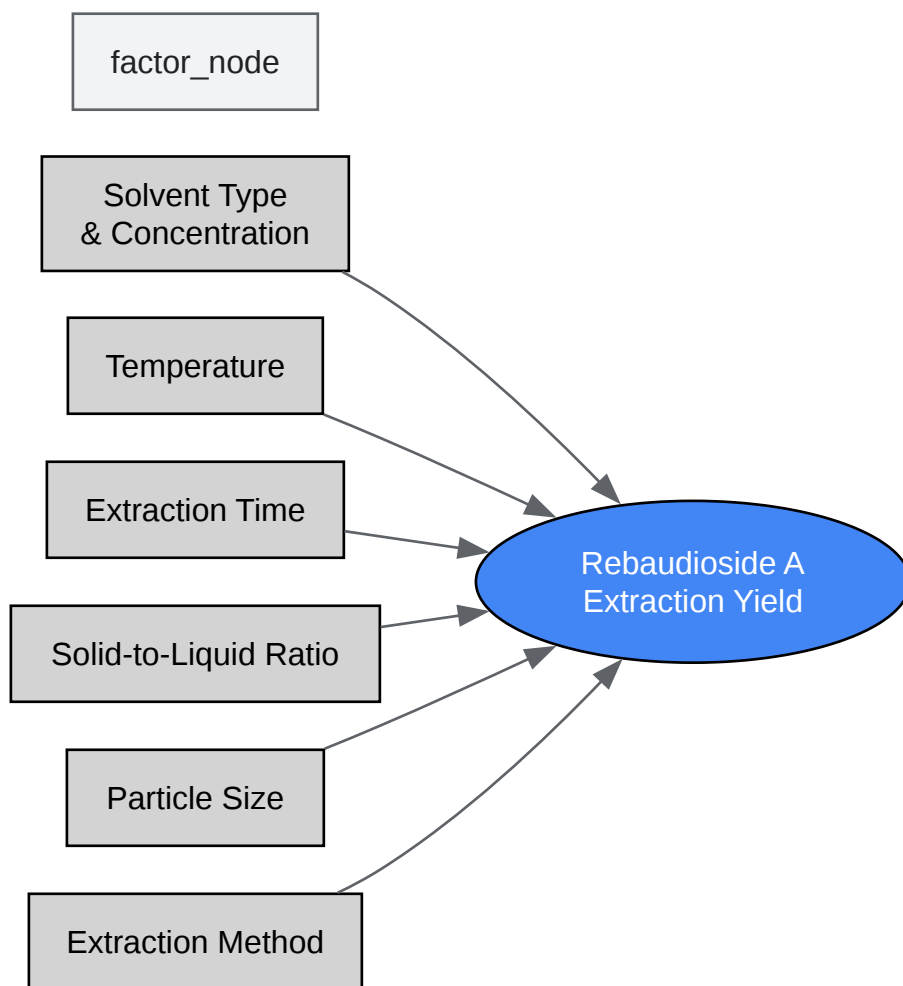 factor_node
Solvent Type
& Concentration
Temperature
Extraction Time
Rebaudioside A
Extraction Yield
Solid-to-Liquid Ratio
Particle Size
Extraction Method